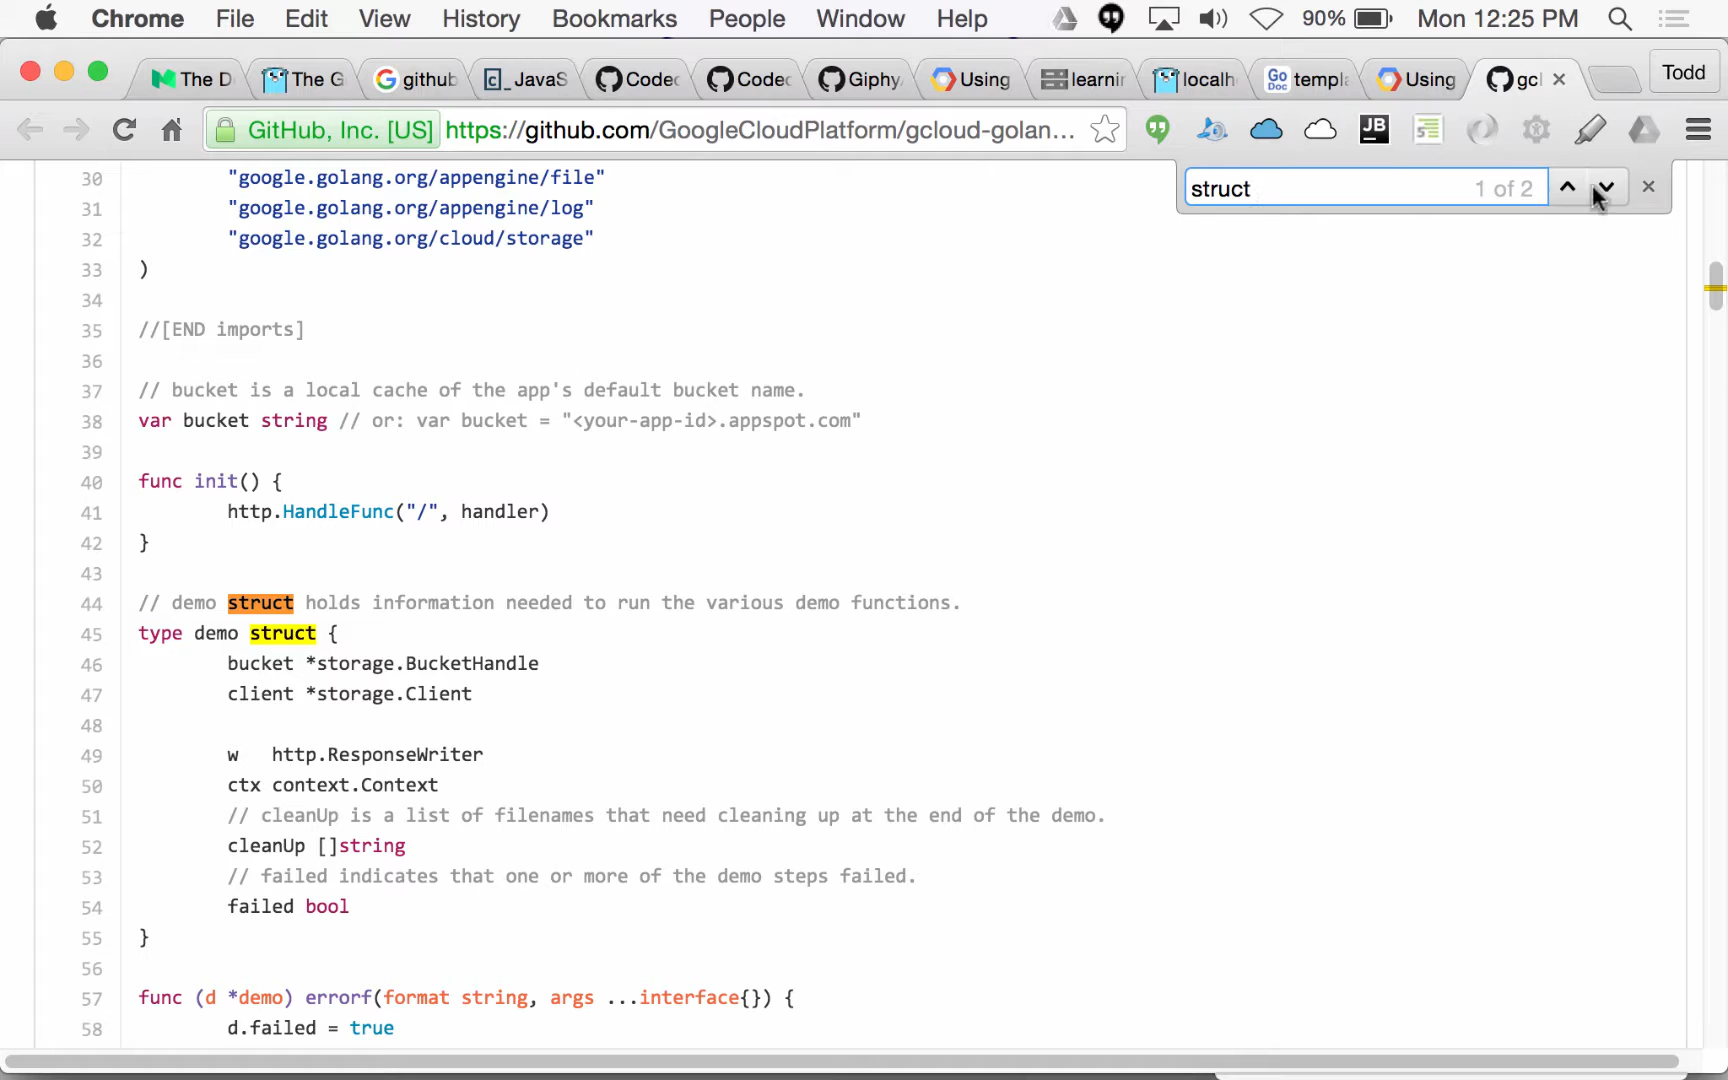 Chrome File Edit View History Bookmarks People Window Help 90% Mon 12:25 PM
The D The G github _JavaS Codec Codec Giphy Using learnin localh templa Using gcl Todd
GitHub, Inc. [US] https://github.com/GoogleCloudPlatform/gcloud-golan...
struct 1 of 2
30 "google.golang.org/appengine/file"
31 "google.golang.org/appengine/log"
32 "google.golang.org/cloud/storage"
33 )
34
35 //[END imports]
36
37 // bucket is a local cache of the app's default bucket name.
38 var bucket string // or: var bucket = "<your-app-id>.appspot.com"
39
40 func init() {
41 http.HandleFunc("/", handler)
42 }
43
44 // demo struct holds information needed to run the various demo functions.
45 type demo struct {
46 bucket *storage.BucketHandle
47 client *storage.Client
48
49 w http.ResponseWriter
50 ctx context.Context
51 // cleanUp is a list of filenames that need cleaning up at the end of the demo.
52 cleanUp []string
53 // failed indicates that one or more of the demo steps failed.
54 failed bool
55 }
56
57 func (d *demo) errorf(format string, args ...interface{}) {
58 d.failed = true